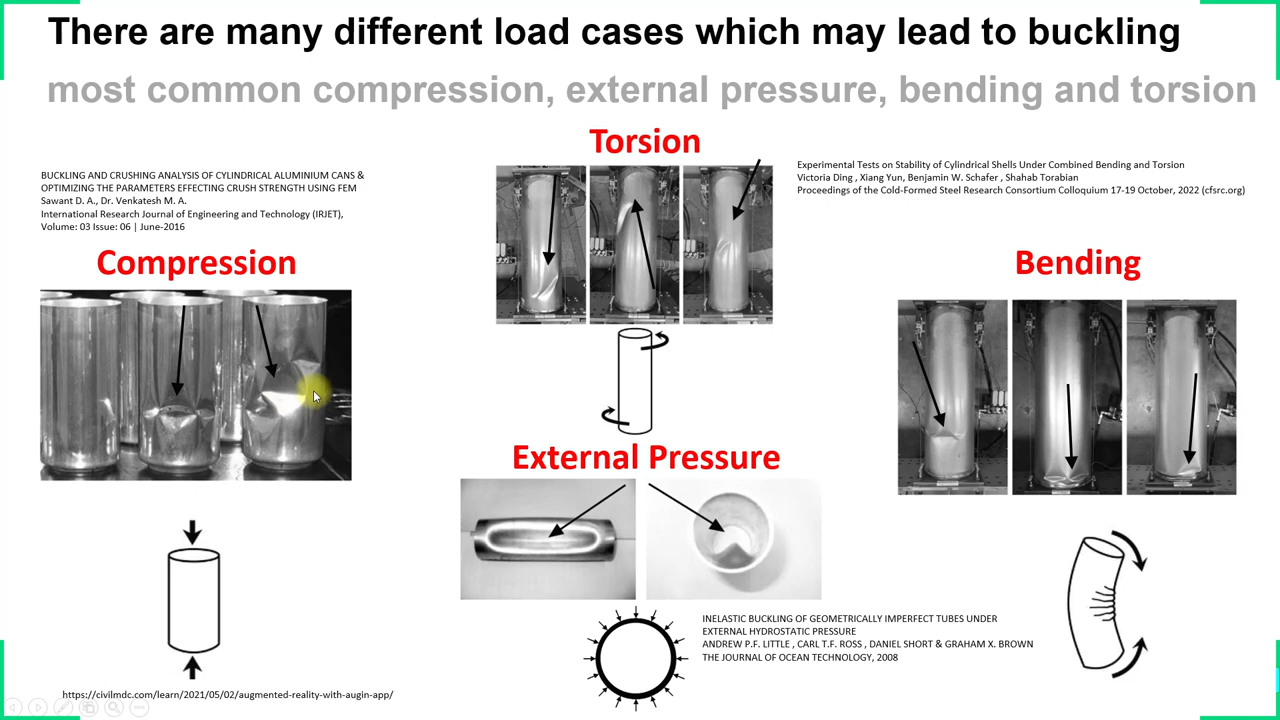 There are many different load cases which may lead to buckling
most common compression, external pressure, bending and torsion
Torsion
BUCKLING AND CRUSHING ANALYSIS OF CYLINDRICAL ALUMINIUM CANS &
OPTIMIZING THE PARAMETERS EFFECTING CRUSH STRENGTH USING FEM
Sawant D. A., Dr. Venkatesh M. A.
International Research Journal of Engineering and Technology (IRJET),
Volume: 03 Issue: 06 | June-2016
Experimental Tests on Stability of Cylindrical Shells Under Combined Bending and Torsion
Victoria Ding , Xiang Yun, Benjamin W. Schafer , Shahab Torabian
Proceedings of the Cold-Formed Steel Research Consortium Colloquium 17-19 October, 2022 (cfsrc.org)
Compression
Bending
External Pressure
INELASTIC BUCKLING OF GEOMETRICALLY IMPERFECT TUBES UNDER
EXTERNAL HYDROSTATIC PRESSURE
ANDREW P.F. LITTLE , CARL T.F. ROSS , DANIEL SHORT & GRAHAM X. BROWN
THE JOURNAL OF OCEAN TECHNOLOGY, 2008
https://civilmdc.com/learn/2021/05/02/augmented-reality-with-augin-app/